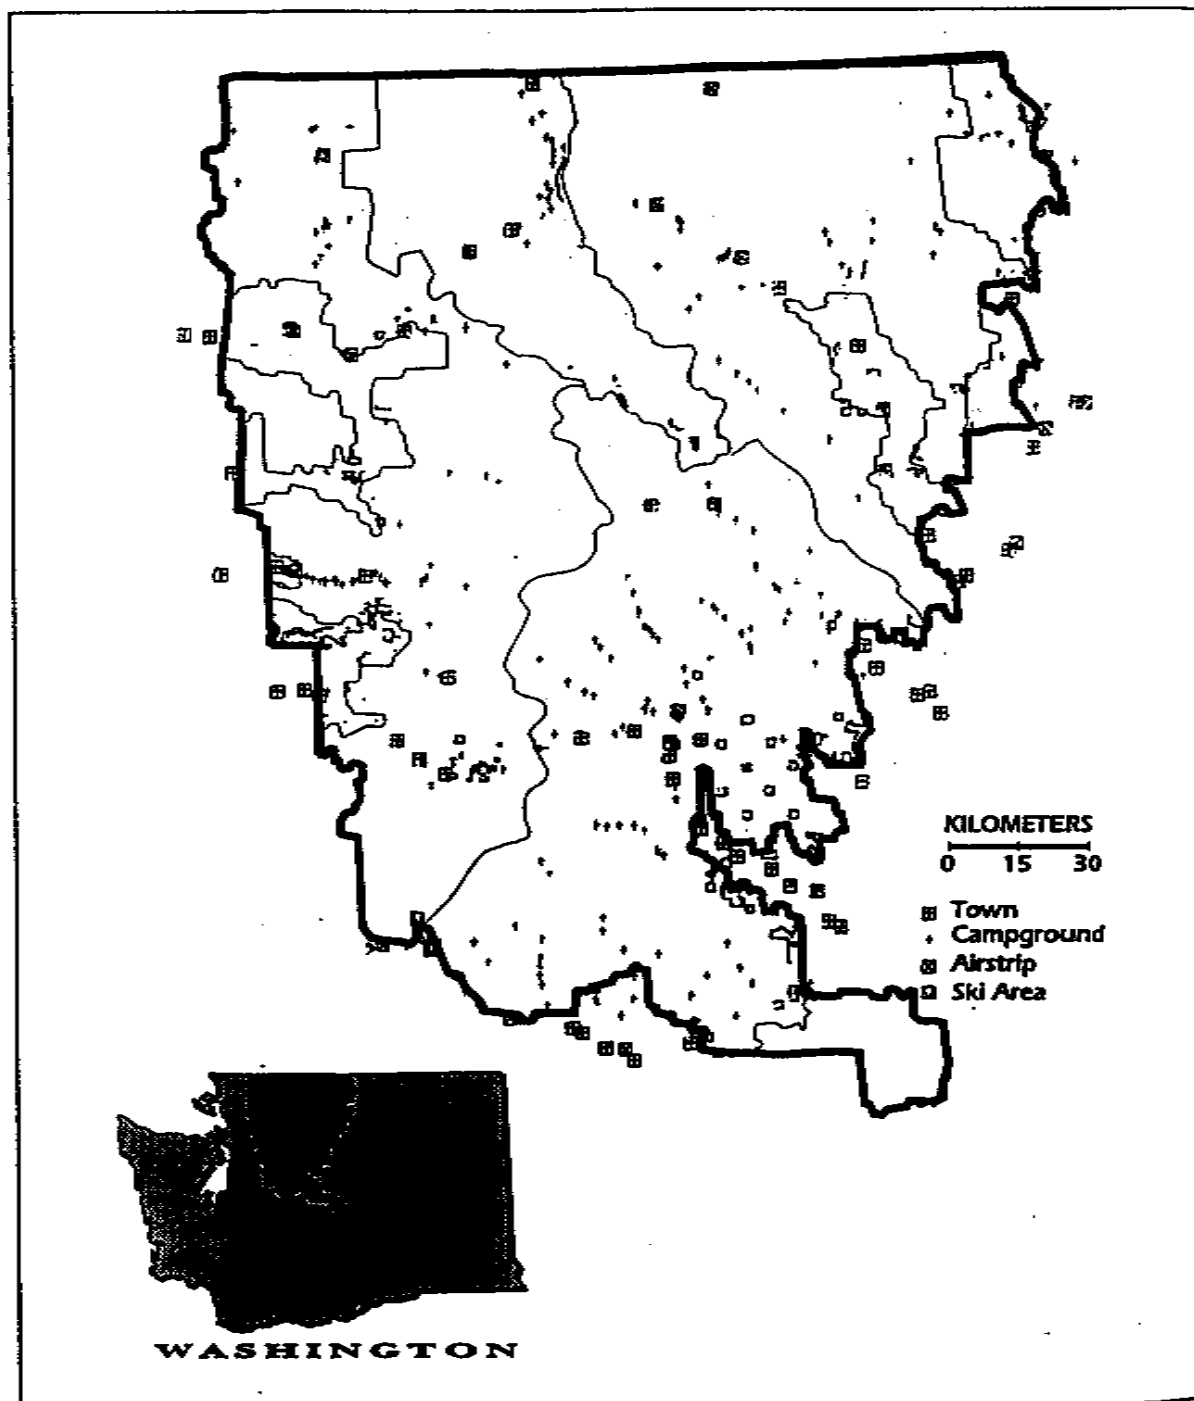 KILOMETERS
0 15 30
Town
Campground
Airstrip
Ski Area
WASHINGTON